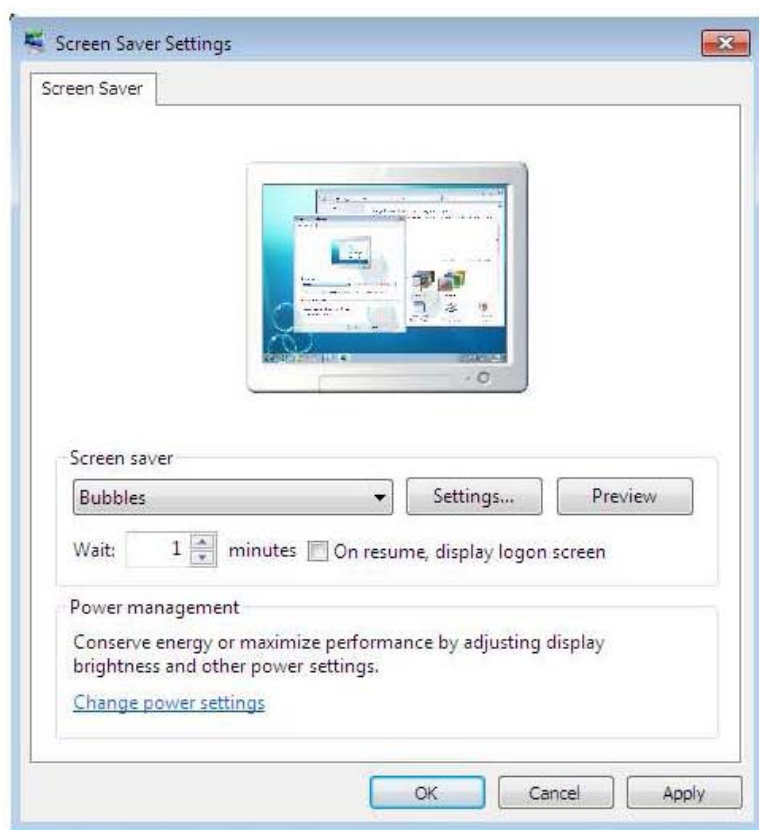 Screen Saver Settings
Screen Saver
Screen saver
Bubbles
Settings...
Preview
Wait:
1
minutes
On resume, display logon screen
Power management
Conserve energy or maximize performance by adjusting display
brightness and other power settings.
Change power settings
OK
Cancel
Apply